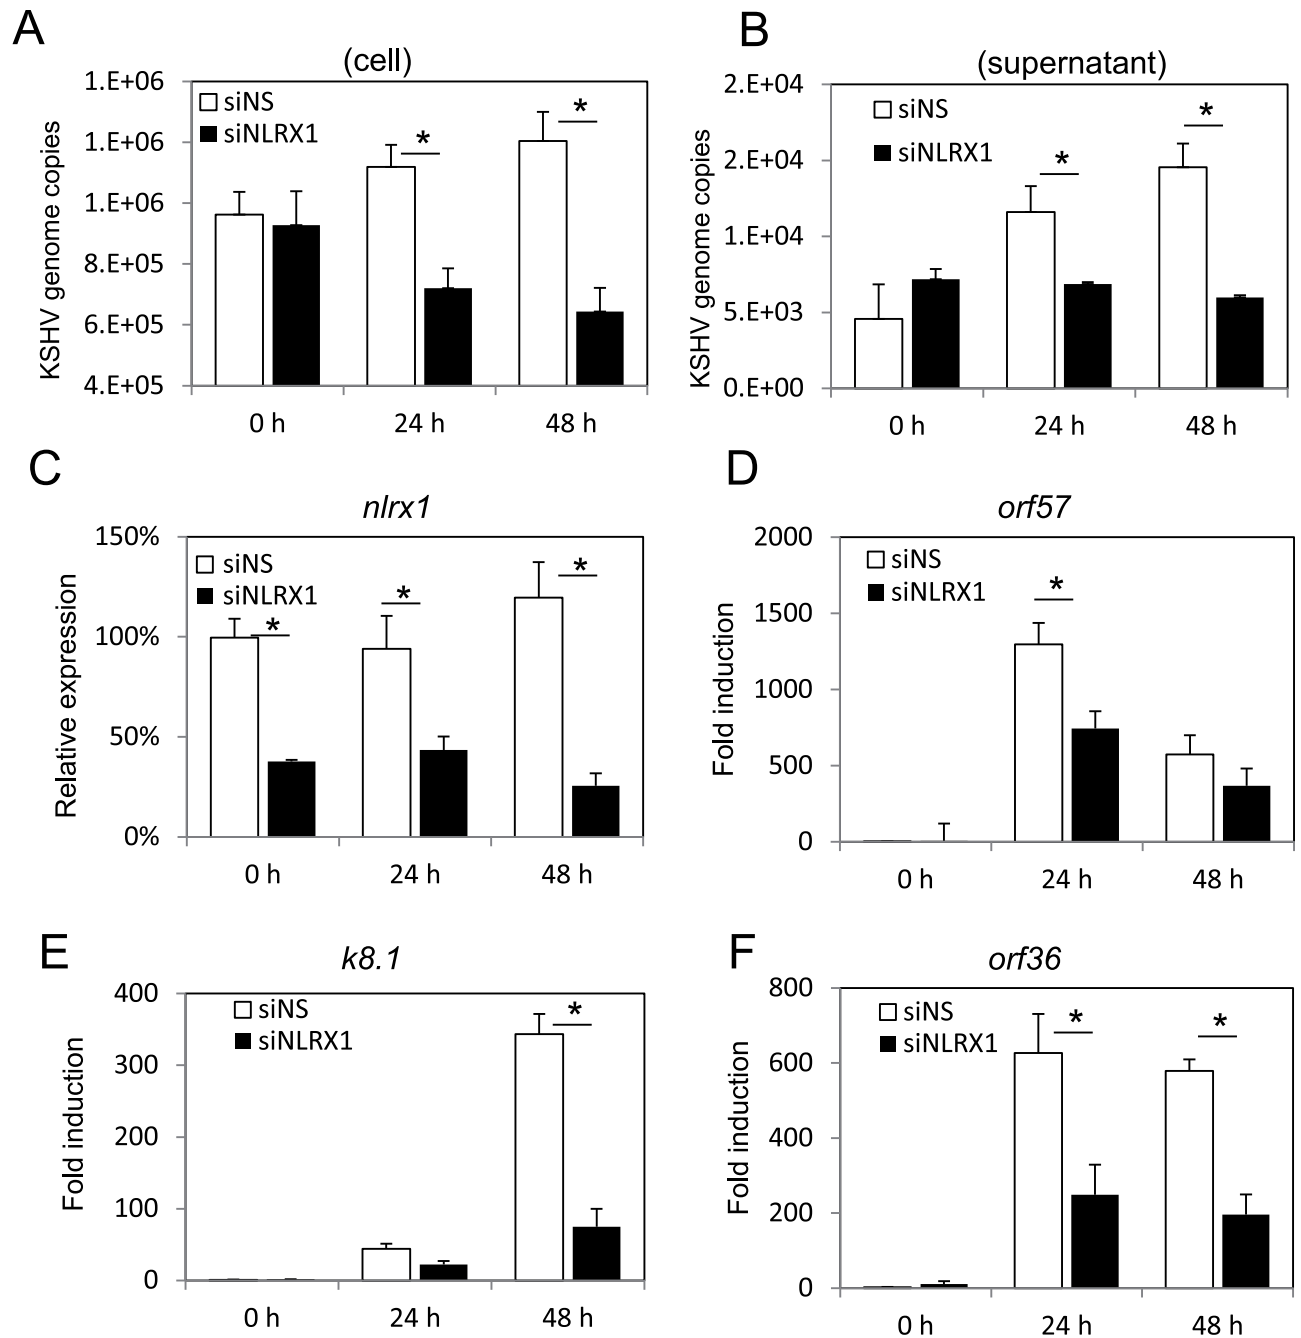 A
(cell)
KSHV genome copies
1.E+06
1.E+06
1.E+06
8.E+05
6.E+05
4.E+05
siNS
siNLRX1
*
*
0 h
24 h
48 h
B
(supernatant)
KSHV genome copies
2.E+04
2.E+04
1.E+04
5.E+03
0.E+00
siNS
siNLRX1
*
*
0 h
24 h
48 h
C
nlrx1
Relative expression
150%
100%
50%
0%
siNS
siNLRX1
*
*
*
0 h
24 h
48 h
D
orf57
Fold induction
2000
1500
1000
500
0
siNS
siNLRX1
*
0 h
24 h
48 h
E
k8.1
Fold induction
400
300
200
100
0
siNS
siNLRX1
*
0 h
24 h
48 h
F
orf36
Fold induction
800
600
400
200
0
siNS
siNLRX1
*
*
0 h
24 h
48 h